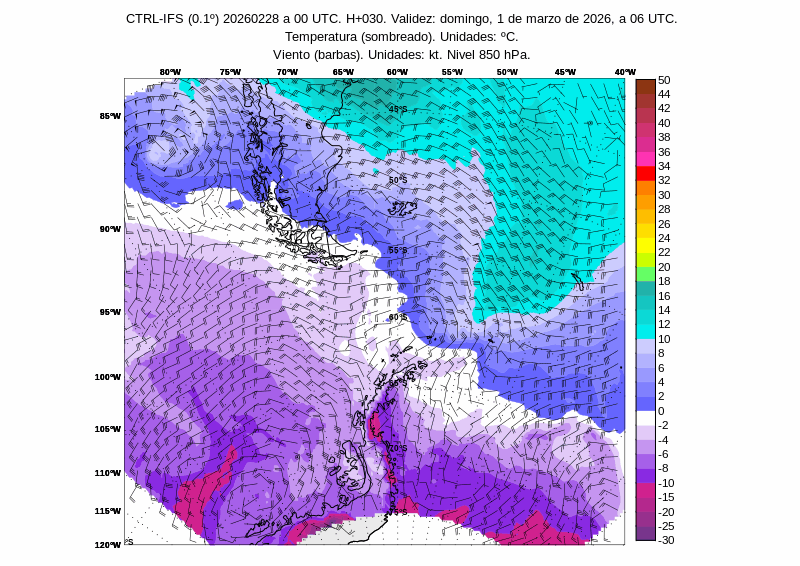 CTRL-IFS (0.1º) 20260228 a 00 UTC. H+030. Validez: domingo, 1 de marzo de 2026, a 06 UTC.
Temperatura (sombreado). Unidades: ºC.
Viento (barbas). Unidades: kt. Nivel 850 hPa.
80°W 75°W 70°W 65°W 60°W 55°W 50°W 45°W 40°W
50
44
45°S
42
85°W
40
38
36
34
50°S
32
30
28
26
90°W
24
55°S
22
20
18
16
95°W
60°S
14
12
10
8
6
100°W
65°S
4
2
0
105°W
-2
-4
70°S
-6
110°W
-8
-10
-15
115°W
75°S
-20
-25
120°W
°S
-30